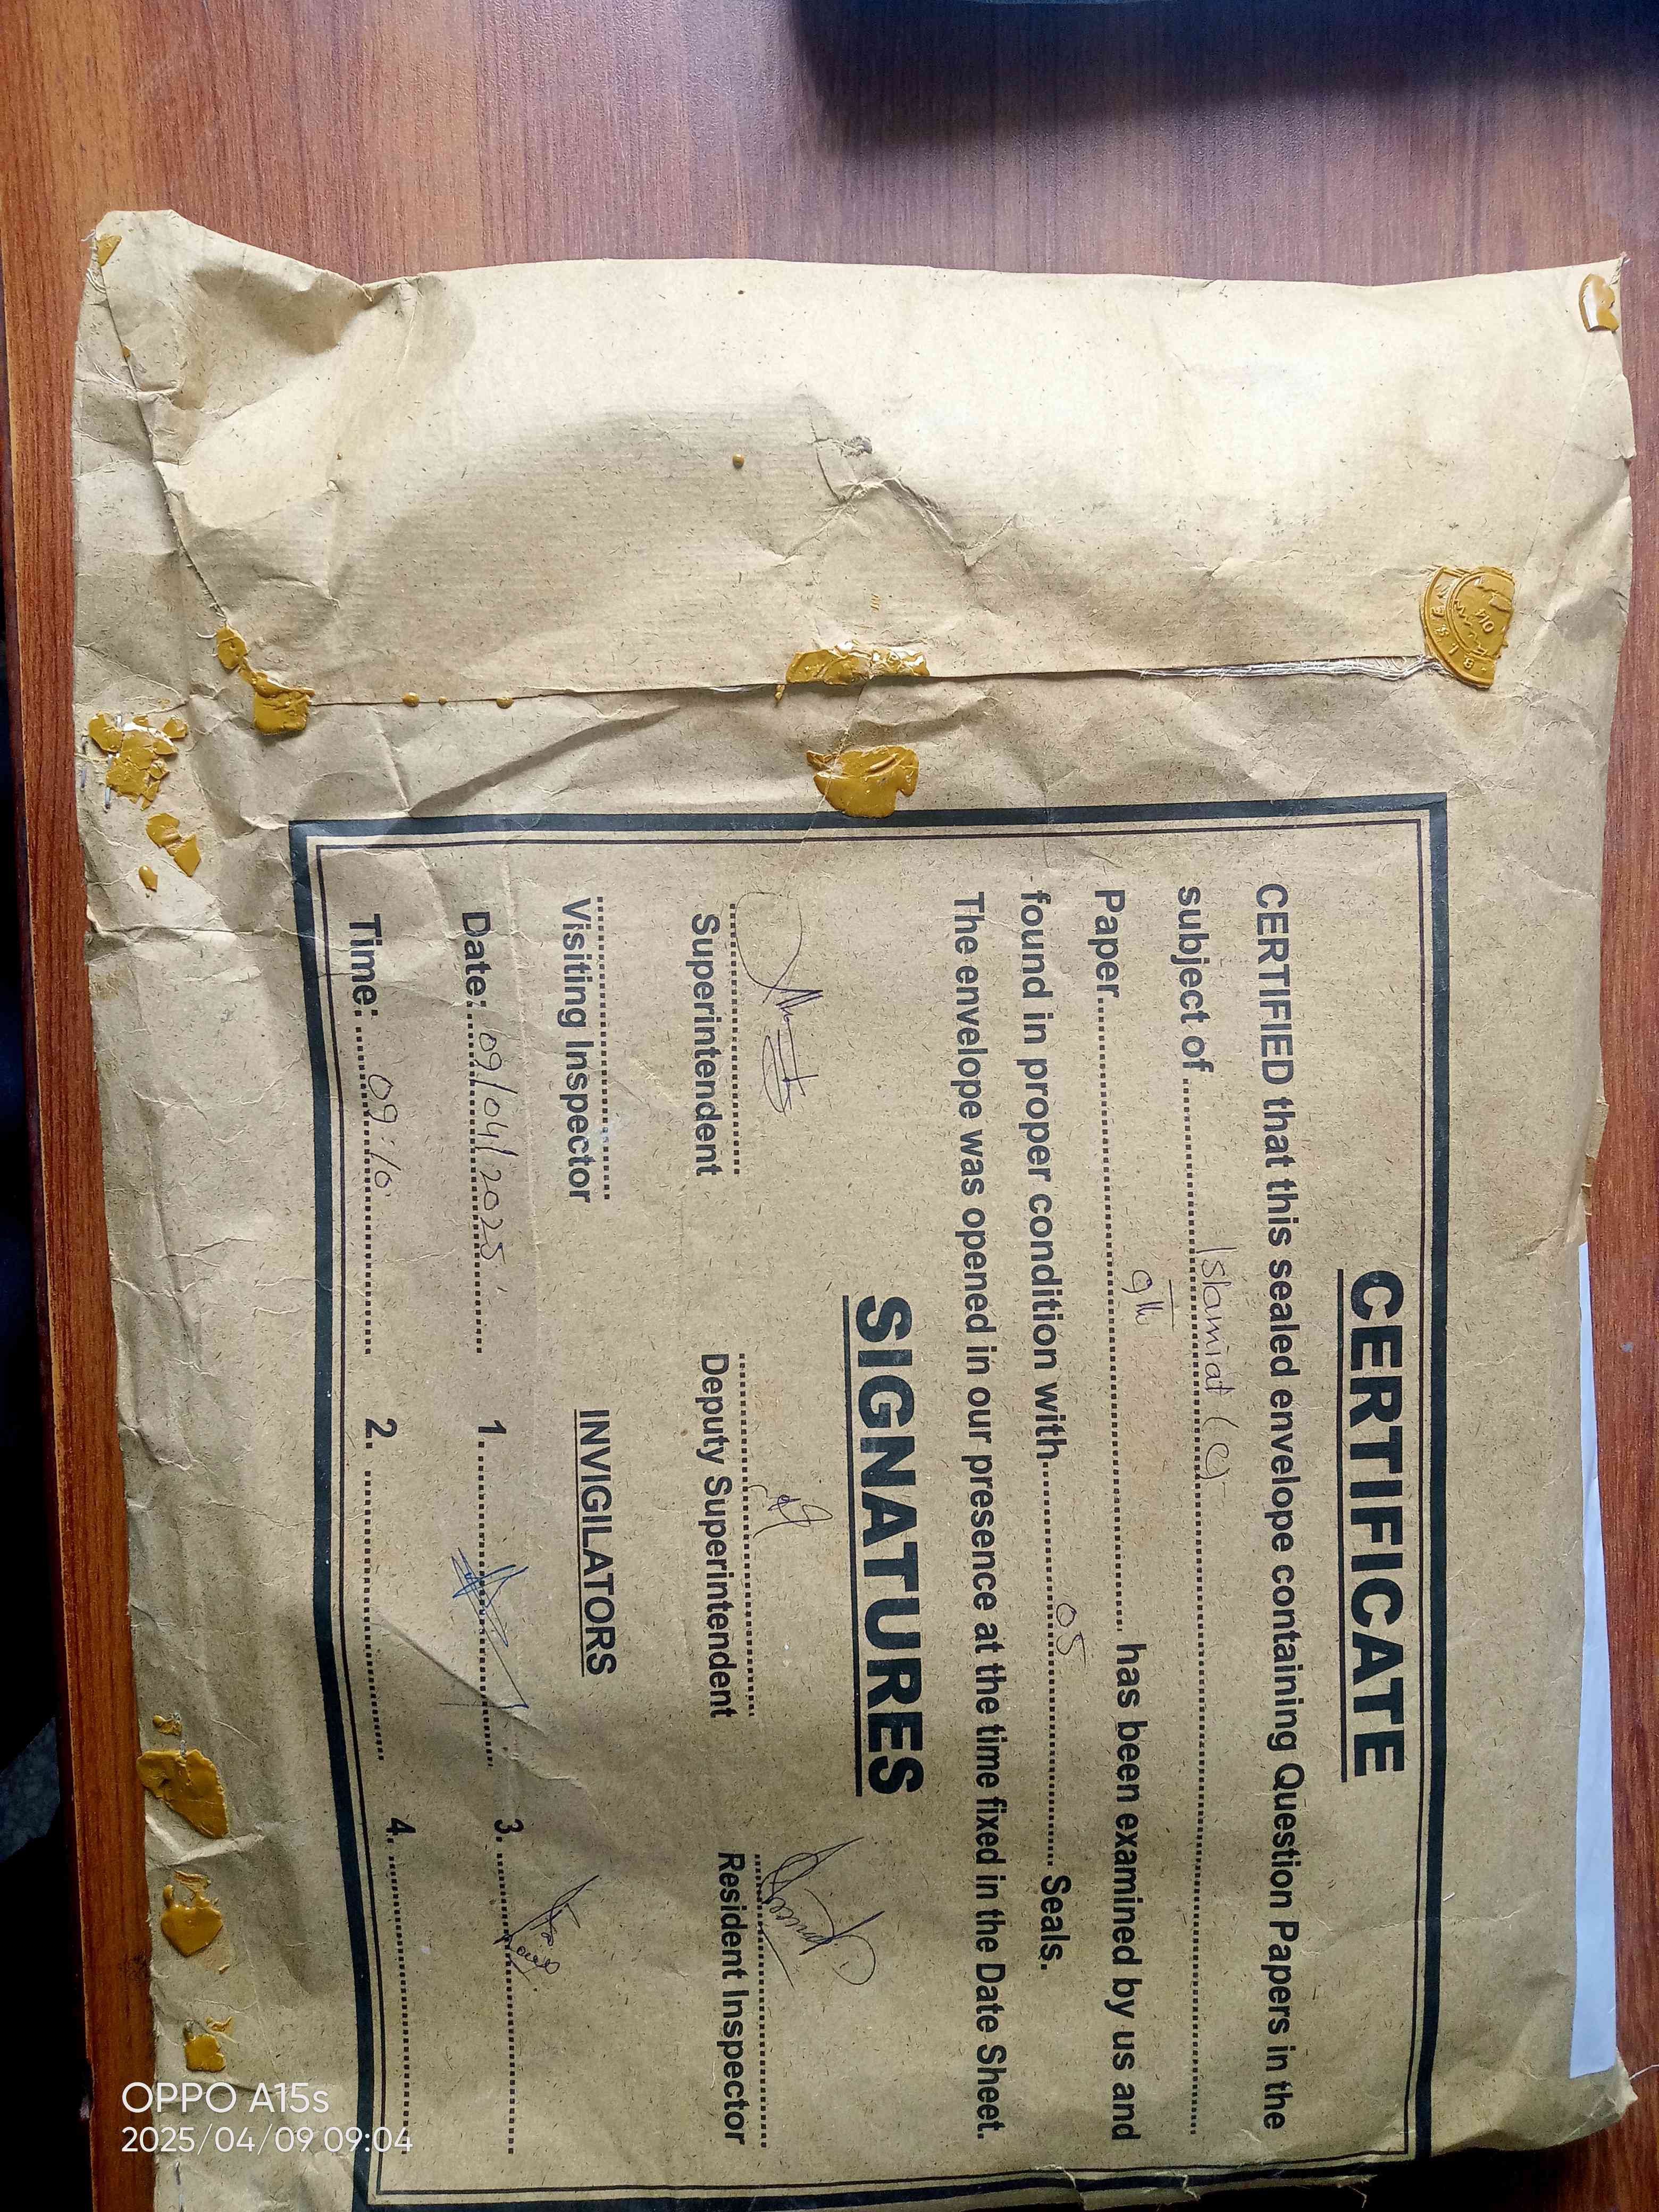 CERTIFICATE
CERTIFIED that this sealed envelope containing Question Papers in the
subject of .......... Islamiat (e) ..........
Paper.......... 9th .......... has been examined by us and
found in proper condition with.......... 05 .......... Seals.
The envelope was opened in our presence at the time fixed in the Date Sheet.
SIGNATURES
Superintendent Deputy Superintendent Resident Inspector
Visiting Inspector INVIGILATORS
Date: 09/04/2025 1. .......... 3. ..........
Time: 09:10 2. .......... 4. ..........
OPPO A15s
2025/04/09 09:04